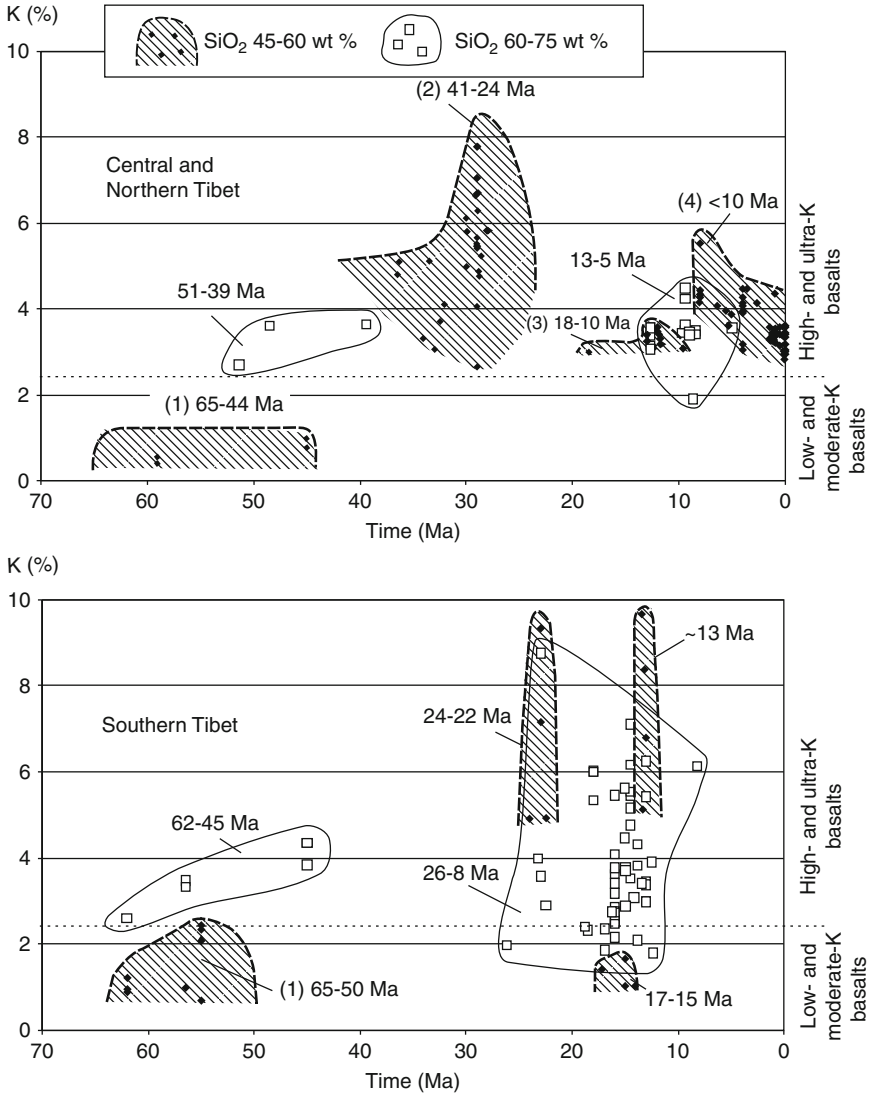 K (%)
SiO₂ 45-60 wt %
SiO₂ 60-75 wt %
10
8
6
4
2
0
(2) 41-24 Ma
Central and
Northern Tibet
(4) <10 Ma
13-5 Ma
51-39 Ma
(3) 18-10 Ma
(1) 65-44 Ma
High- and ultra-K
basalts
Low- and
moderate-K
basalts
70
60
50
40
30
20
10
0
Time (Ma)
K (%)
10
8
6
4
2
0
~13 Ma
Southern Tibet
24-22 Ma
62-45 Ma
26-8 Ma
(1) 65-50 Ma
17-15 Ma
High- and ultra-K
basalts
Low- and
moderate-K
basalts
70
60
50
40
30
20
10
0
Time (Ma)